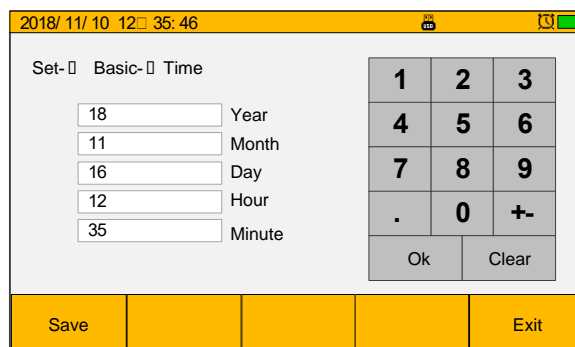 2018/ 11/ 10 12□ 35: 46
USB
Set-▯ Basic-▯ Time
18 Year
11 Month
16 Day
12 Hour
35 Minute
1 2 3
4 5 6
7 8 9
. 0 +-
Ok Clear
Save Exit